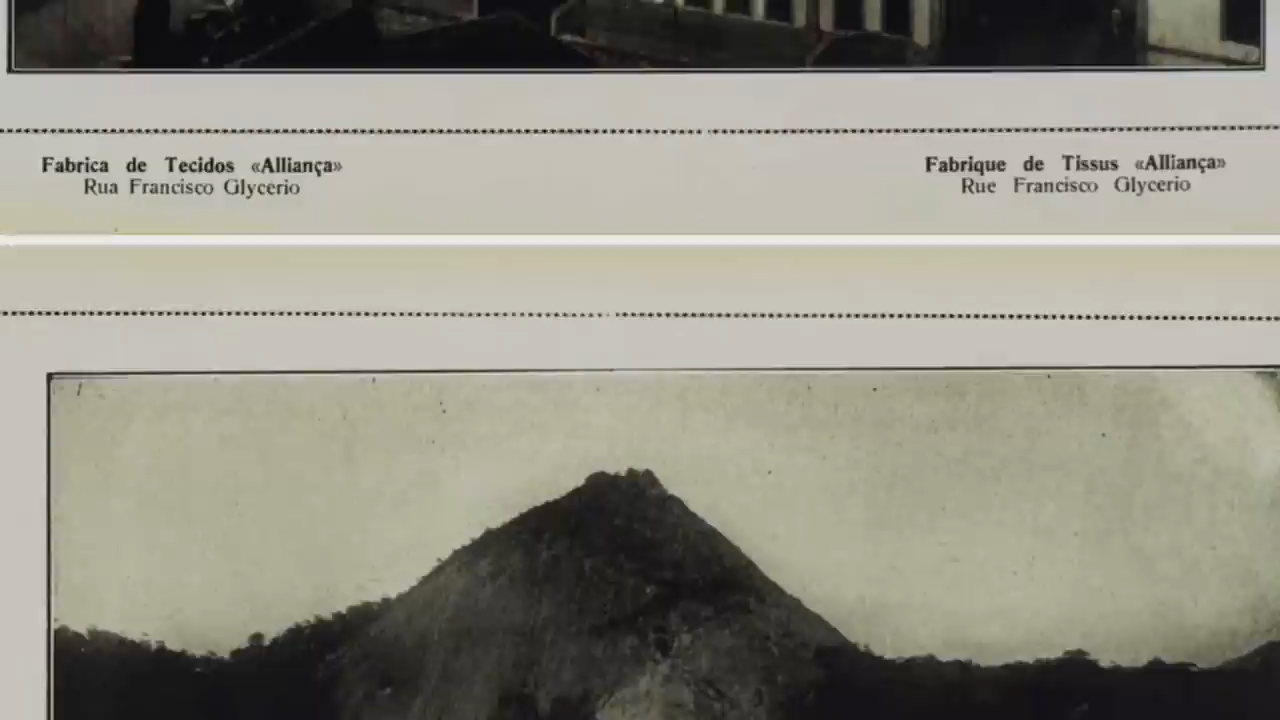 Fabrica de Tecidos «Alliança»
Rua Francisco Glycerio
Fabrique de Tissus «Alliança»
Rue Francisco Glycerio